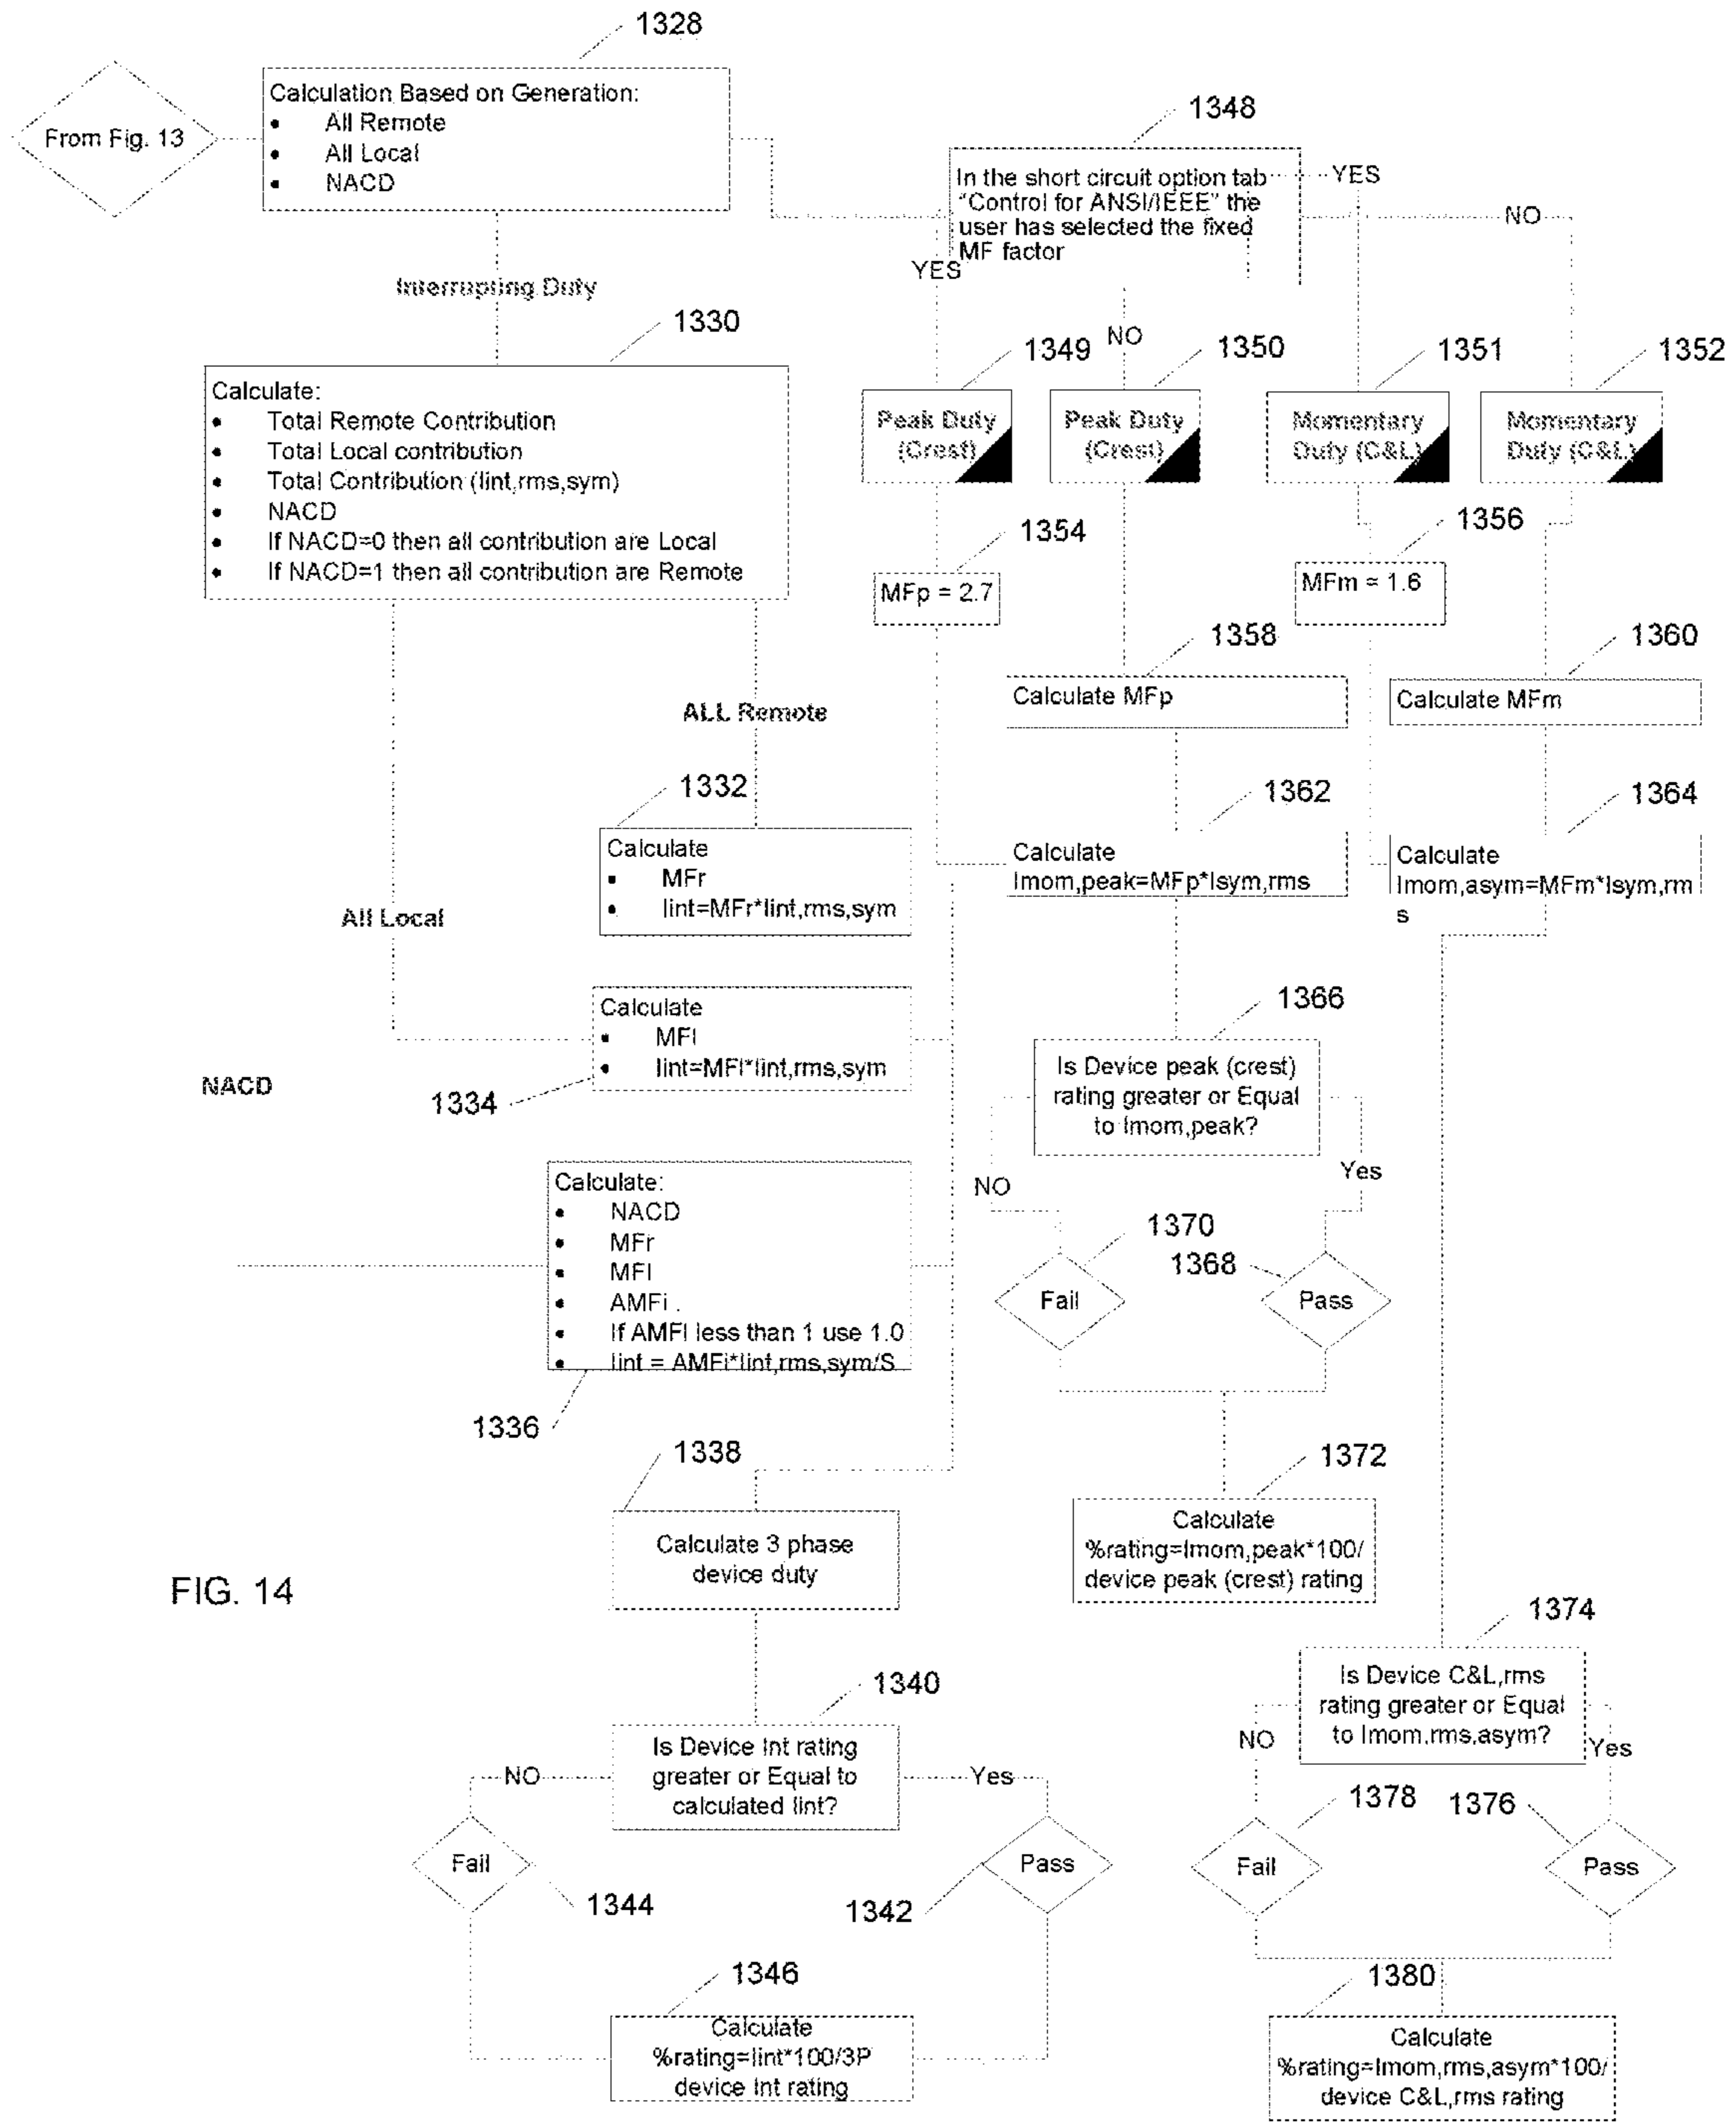 1328
From Fig. 13
Calculation Based on Generation:
• All Remote
• All Local
• NACD
1348
In the short circuit option tab
"Control for ANSI/IEEE" the
user has selected the fixed
MF factor
YES
NO
YES
NO
Interrupting Duty
1330
Calculate:
• Total Remote Contribution
• Total Local contribution
• Total Contribution (Iint,rms,sym)
• NACD
• If NACD=0 then all contribution are Local
• If NACD=1 then all contribution are Remote
1349
Peak Duty
(Crest)
1350
Peak Duty
(Crest)
1351
Momentary
Duty (C&L)
1352
Momentary
Duty (C&L)
1354
MFp = 2.7
1356
MFm = 1.6
1358
Calculate MFp
1360
Calculate MFm
ALL Remote
1332
Calculate
• MFr
• Iint=MFr*Iint,rms,sym
1362
Calculate
Imom,peak=MFp*Isym,rms
1364
Calculate
Imom,asym=MFm*Isym,rm
s
All Local
Calculate
• MFl
• Iint=MFl*Iint,rms,sym
1334
NACD
1366
Is Device peak (crest)
rating greater or Equal
to Imom,peak?
NO
Yes
Calculate:
• NACD
• MFr
• MFl
• AMFi .
• If AMFI less than 1 use 1.0
• Iint = AMFi*Iint,rms,sym/S
1336
1370
Fail
1368
Pass
1338
Calculate 3 phase
device duty
1372
Calculate
%rating=Imom,peak*100/
device peak (crest) rating
FIG. 14
1374
Is Device C&L,rms
rating greater or Equal
to Imom,rms,asym?
NO
Yes
1340
Is Device Int rating
greater or Equal to
calculated Iint?
NO
Yes
Fail
1344
Pass
1342
1378
Fail
1376
Pass
1346
Calculate
%rating=Iint*100/3P
device Int rating
1380
Calculate
%rating=Imom,rms,asym*100/
device C&L,rms rating